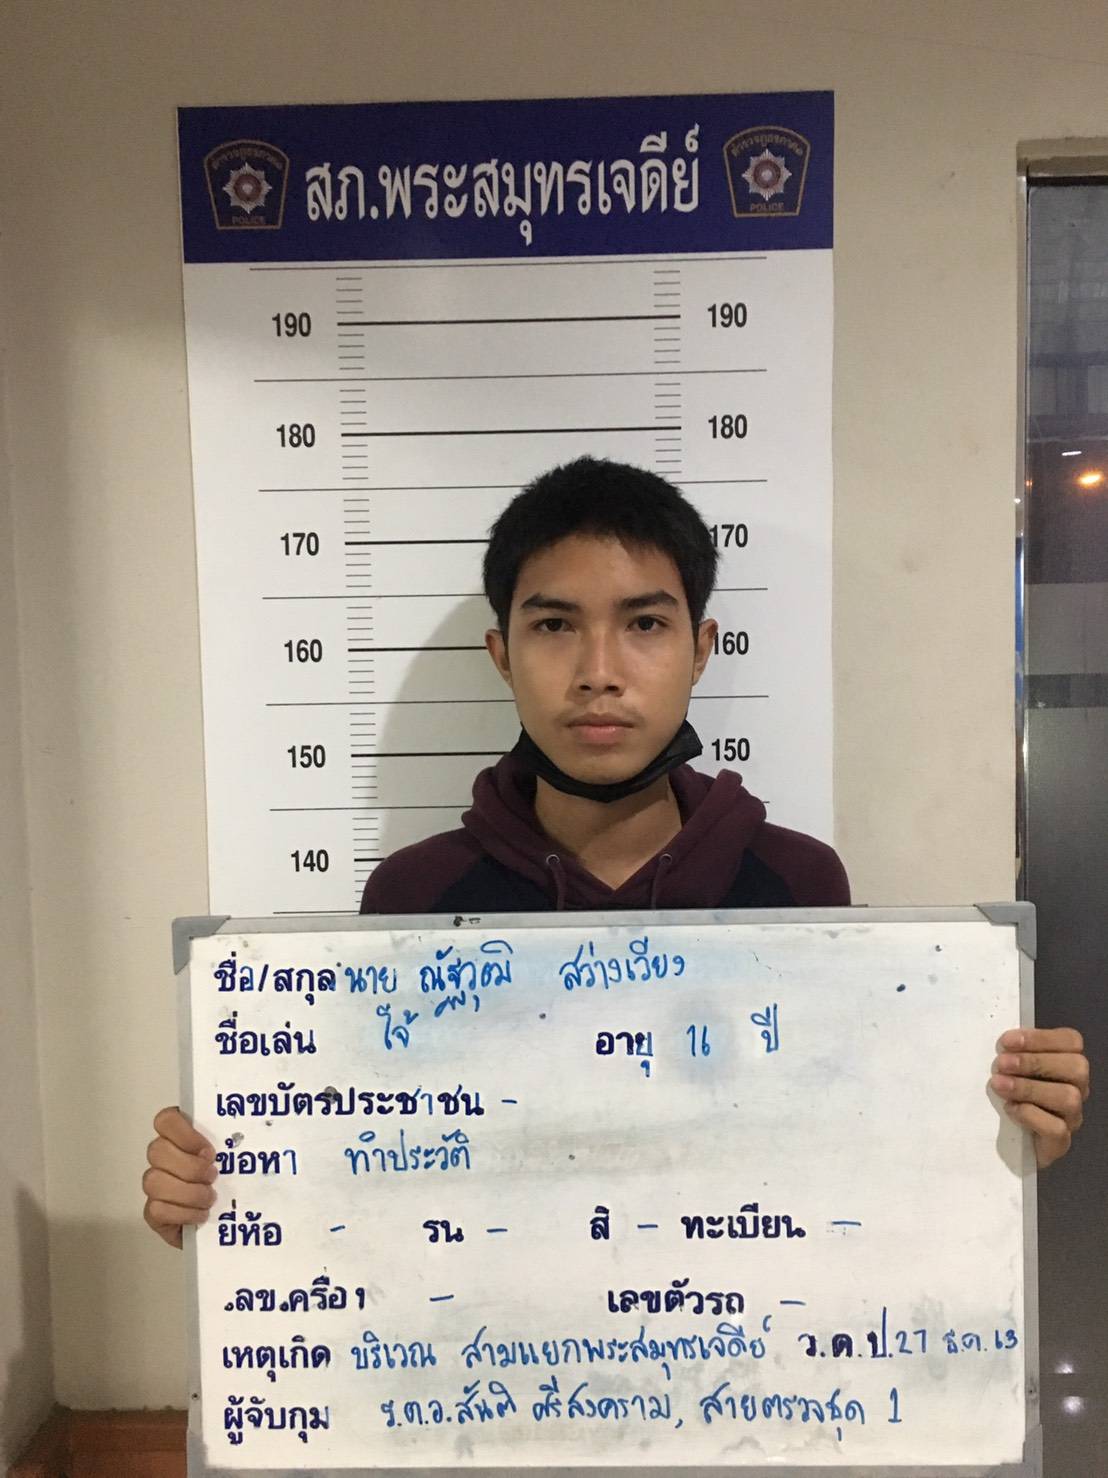 สภ.พระสมุทรเจดีย์
POLICE POLICE
190 190
180 180
170 170
160 160
150 150
140
ชื่อ/สกุล นาย ณัฐวุฒิ สว่างเวียง
ชื่อเล่น ไจ้ อายุ 16 ปี
เลขบัตรประชาชน -
ข้อหา ทำประวัติ
ยี่ห้อ - รน - สี - ทะเบียน -
.ลข.ครือง - เลขตัวรถ -
เหตุเกิด บริเวณ สามแยกพระสมุทรเจดีย์ ว.ด.ป.27 ธ.ค.63
ผู้จับกุม ร.ต.อ.สันติ ศรีสงคราม, สายตรวจชุด 1